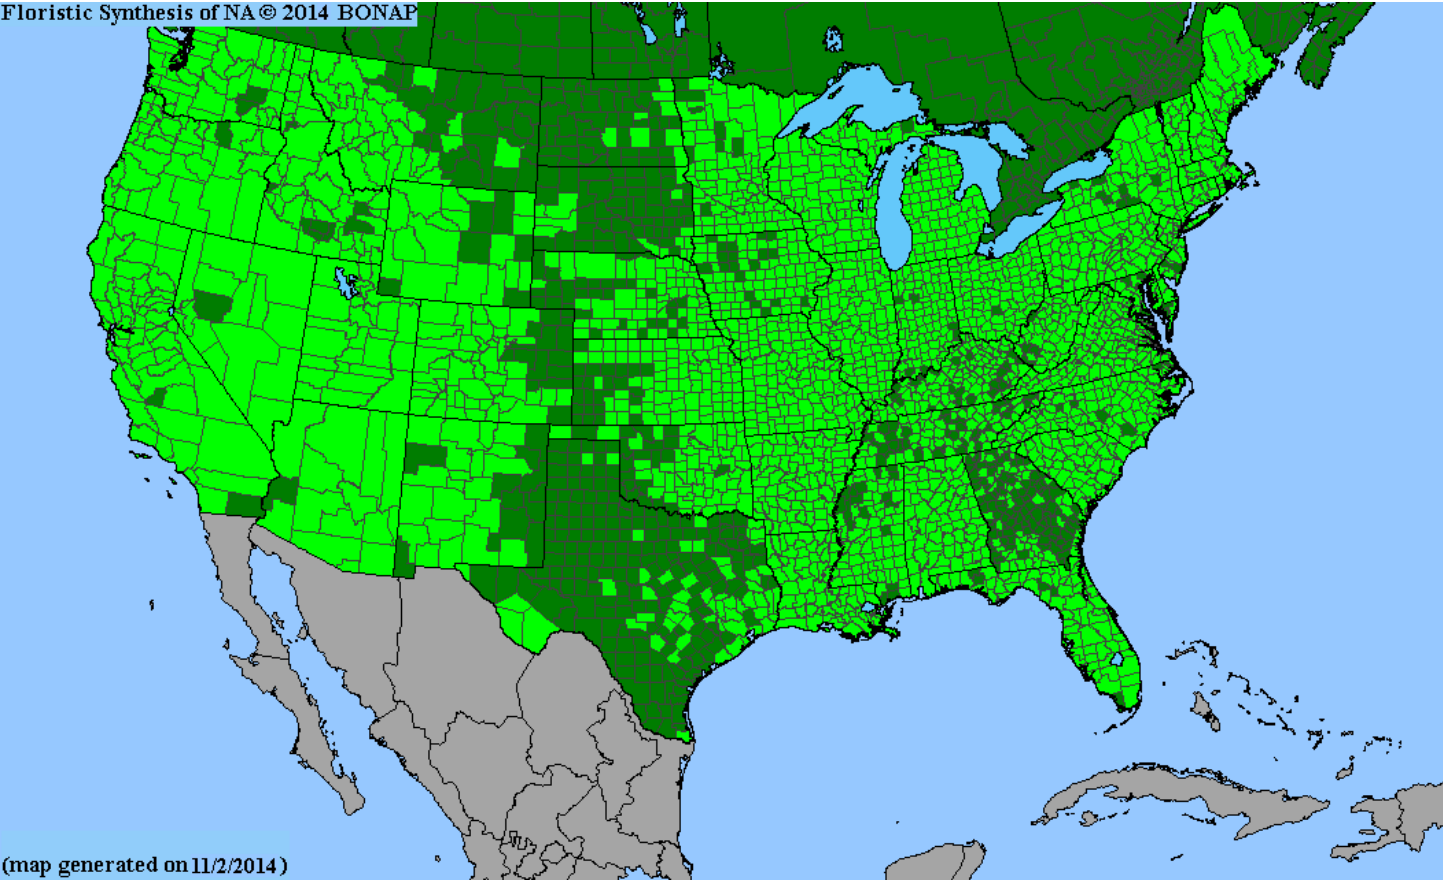 Floristic Synthesis of NA © 2014 BONAP
(map generated on 11/2/2014)